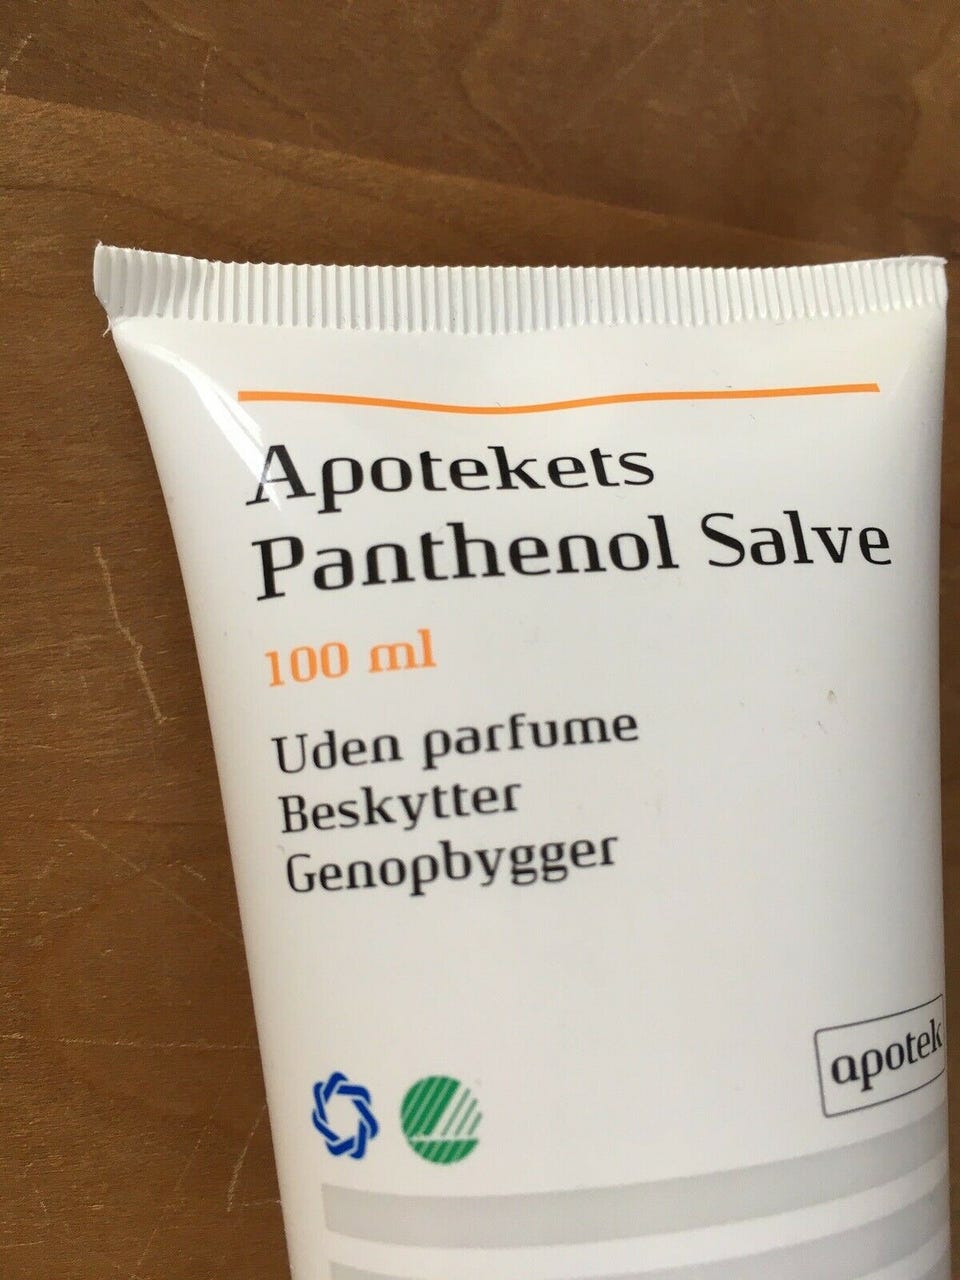 Apotekets
Panthenol Salve
100 ml
Uden parfume
Beskytter
Genopbygger
apotek